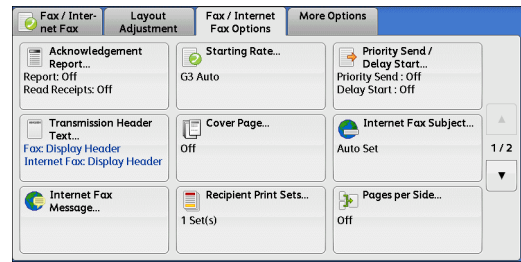 Fax / Inter-
net Fax
Layout
Adjustment
Fax / Internet
Fax Options
More Options
Acknowledgement
Report...
Report: Off
Read Receipts: Off
Starting Rate...
G3 Auto
Priority Send /
Delay Start...
Priority Send : Off
Delay Start : Off
Transmission Header
Text...
Fax: Display Header
Internet Fax: Display Header
Cover Page...
Off
Internet Fax Subject...
Auto Set
1 / 2
Internet Fax
Message...
Recipient Print Sets...
1 Set(s)
Pages per Side...
Off